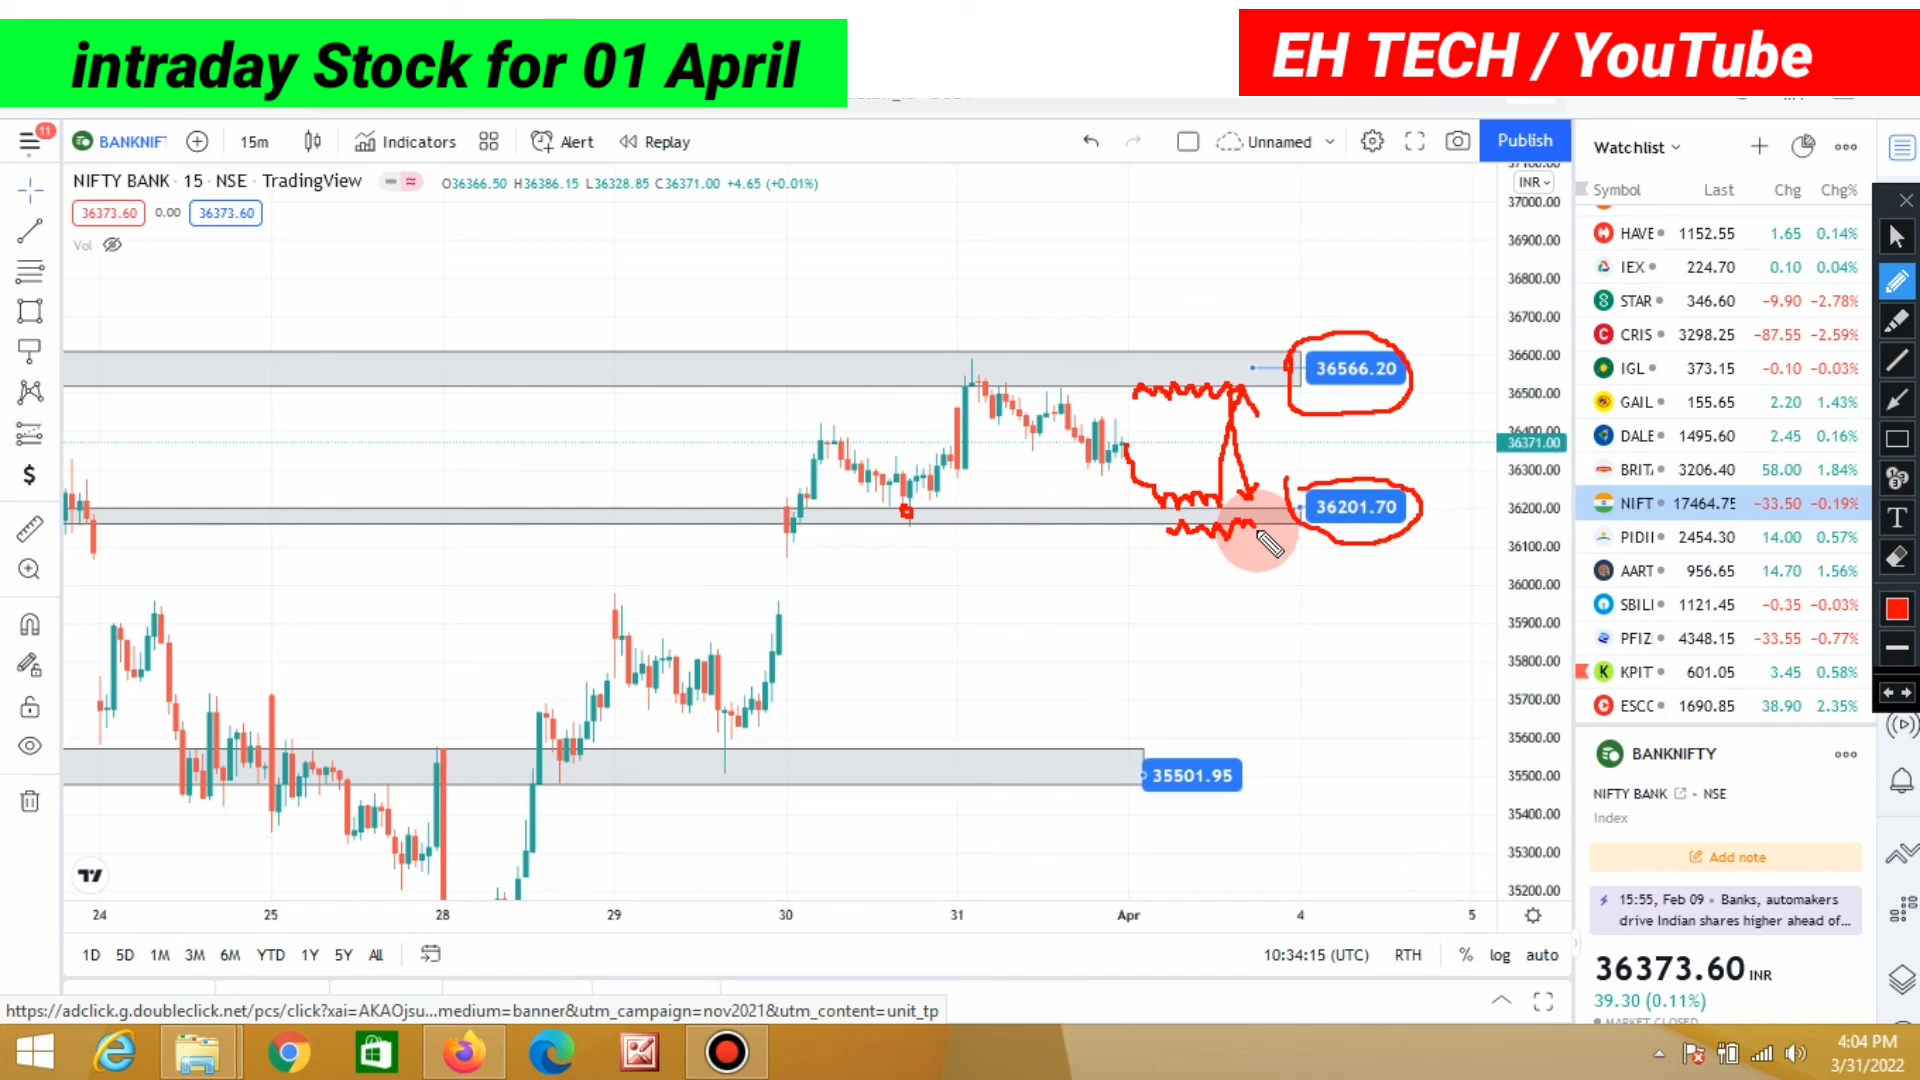 intraday Stock for 01 April
EH TECH / YouTube
11
BANKNIF
15m
Indicators
Alert
Replay
Unnamed
Publish
Watchlist
NIFTY BANK · 15 · NSE · TradingView
O36366.50 H36386.15 L36328.85 C36371.00 +4.65 (+0.01%)
INR
36373.60 0.00 36373.60
Vol
37000.00
36900.00
36800.00
36700.00
36600.00
36500.00
36400.00
36371.00
36300.00
36200.00
36100.00
36000.00
35900.00
35800.00
35700.00
35600.00
35500.00
35400.00
35300.00
35200.00
36566.20
36201.70
35501.95
24 25 28 29 30 31 Apr 4 5
1D 5D 1M 3M 6M YTD 1Y 5Y All
10:34:15 (UTC) RTH % log auto
Symbol Last Chg Chg%
HAVE 1152.55 1.65 0.14%
IEX 224.70 0.10 0.04%
STAR 346.60 -9.90 -2.78%
CRIS 3298.25 -87.55 -2.59%
IGL 373.15 -0.10 -0.03%
GAIL 155.65 2.20 1.43%
DALE 1495.60 2.45 0.16%
BRIT 3206.40 58.00 1.84%
NIFT 17464.75 -33.50 -0.19%
PIDII 2454.30 14.00 0.57%
AART 956.65 14.70 1.56%
SBILI 1121.45 -0.35 -0.03%
PFIZ 4348.15 -33.55 -0.77%
KPIT 601.05 3.45 0.58%
ESCC 1690.85 38.90 2.35%
BANKNIFTY
NIFTY BANK - NSE
Index
Add note
15:55, Feb 09 • Banks, automakers
drive Indian shares higher ahead of...
36373.60 INR
39.30 (0.11%)
MARKET CLOSED
https://adclick.g.doubleclick.net/pcs/click?xai=AKAOjsu...medium=banner&utm_campaign=nov2021&utm_content=unit_tp
4:04 PM
3/31/2022